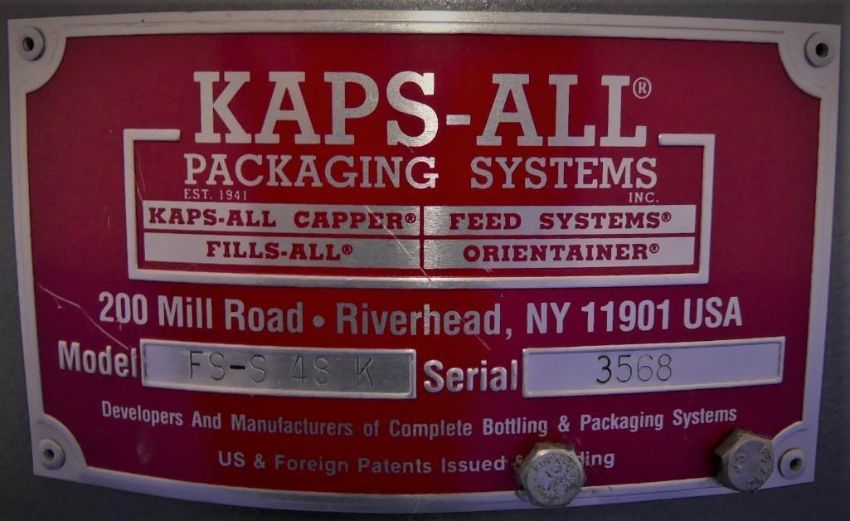 KAPS-ALL®
PACKAGING SYSTEMS
EST. 1941 INC.
KAPS-ALL CAPPER® FEED SYSTEMS®
FILLS-ALL® ORIENTAINER®
200 Mill Road • Riverhead, NY 11901 USA
Model FS-S 48 K Serial 3568
Developers And Manufacturers of Complete Bottling & Packaging Systems
US & Foreign Patents Issued